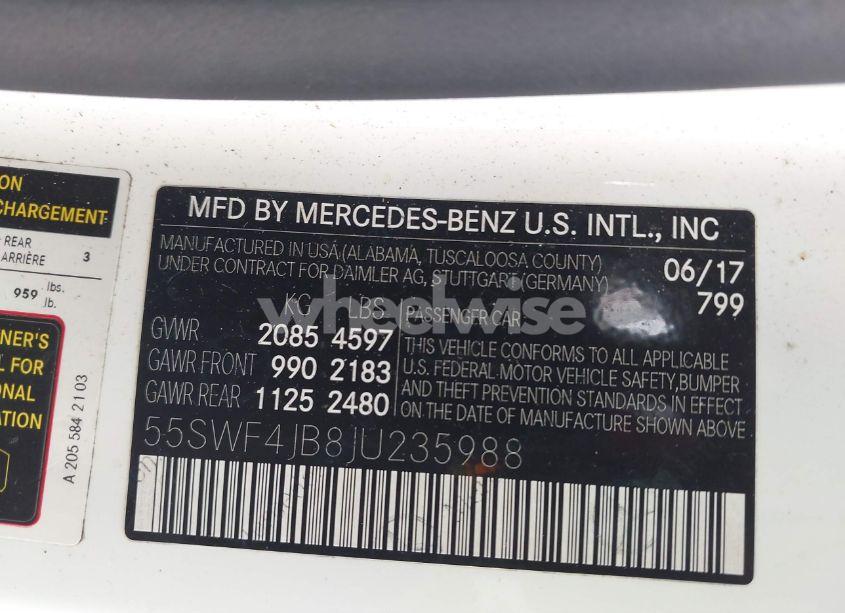 ON
CHARGEMENT
REAR
ARRIÈRE 3
959 lbs.
lb.
NER'S
L FOR
ONAL
ATION
A 205 584 21 03
MFD BY MERCEDES-BENZ U.S. INTL., INC
MANUFACTURED IN USA (ALABAMA, TUSCALOOSA COUNTY)
UNDER CONTRACT FOR DAIMLER AG, STUTTGART (GERMANY)
06/17
799
KG LBS
GVWR 2085 4597
GAWR FRONT 990 2183
GAWR REAR 1125 2480
PASSENGER CAR
THIS VEHICLE CONFORMS TO ALL APPLICABLE
U.S. FEDERAL MOTOR VEHICLE SAFETY, BUMPER
AND THEFT PREVENTION STANDARDS IN EFFECT
ON THE DATE OF MANUFACTURE SHOWN ABOVE
55SWF4JB8JU235988
wheelwise